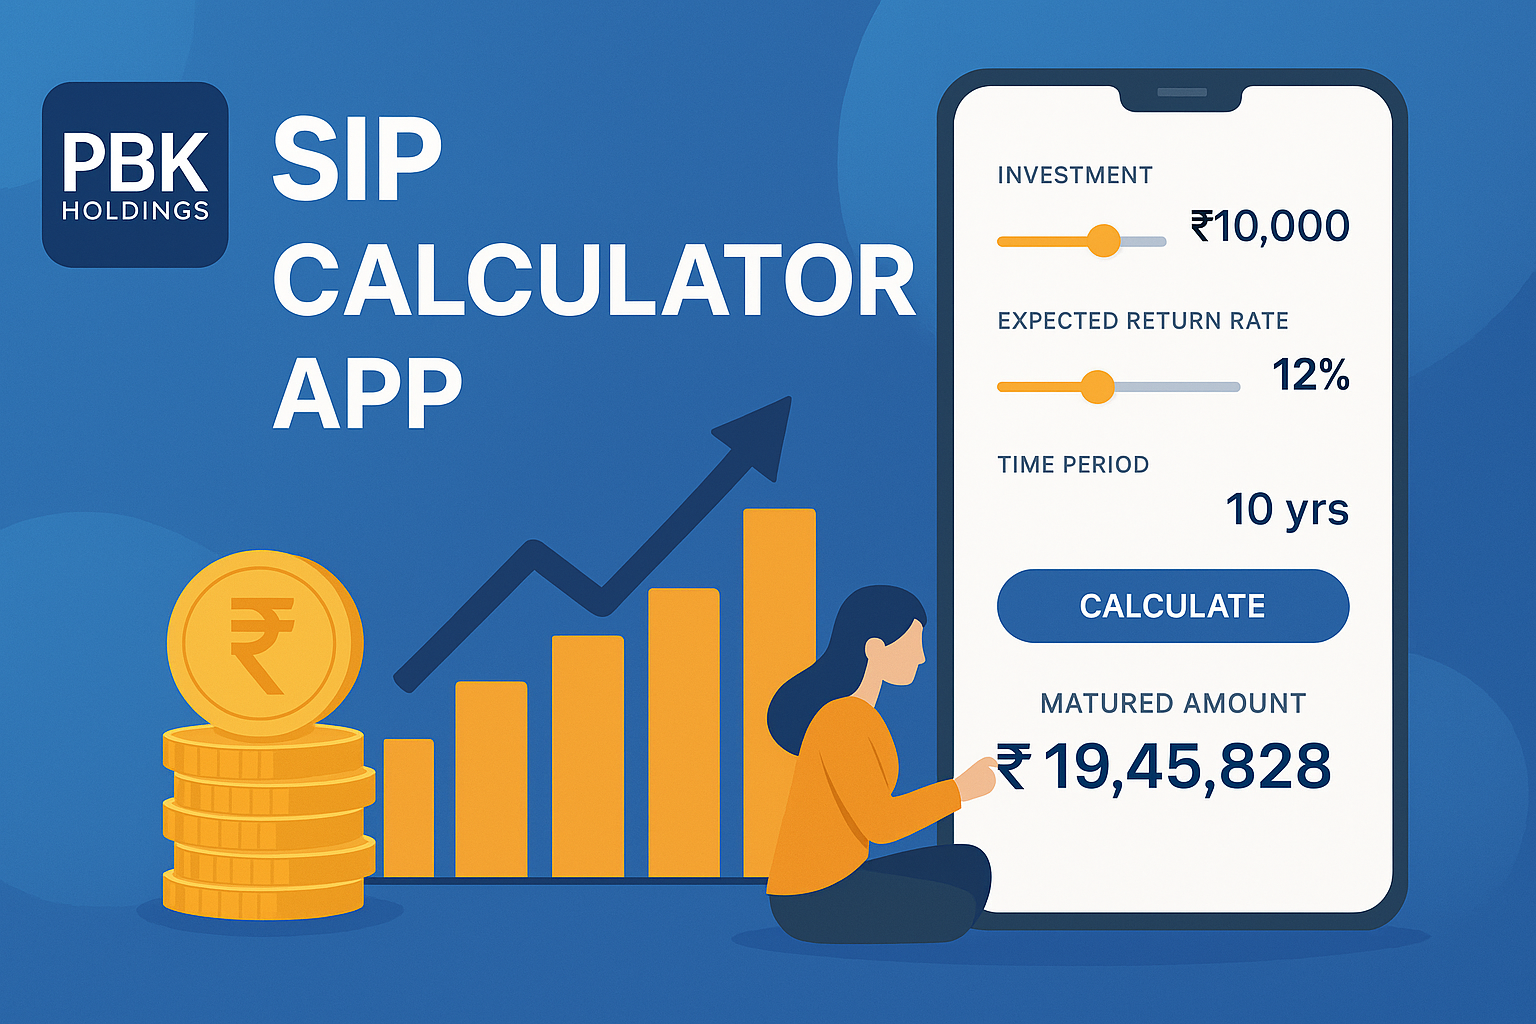 PBK
HOLDINGS
SIP
CALCULATOR
APP
₹
INVESTMENT
₹10,000
EXPECTED RETURN RATE
12%
TIME PERIOD
10 yrs
CALCULATE
MATURED AMOUNT
₹ 19,45,828